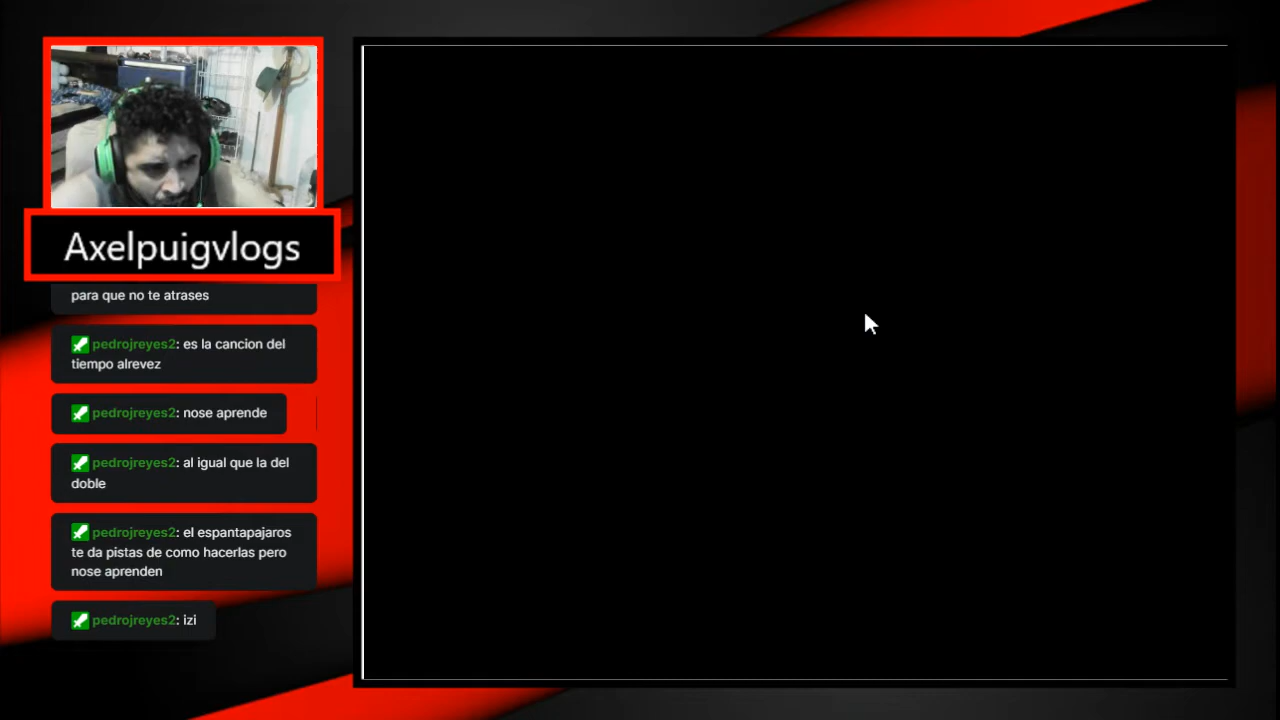 Axelpuigvlogs
para que no te atrases
pedrojreyes2: es la cancion del
tiempo alrevez
pedrojreyes2: nose aprende
pedrojreyes2: al igual que la del
doble
pedrojreyes2: el espantapajaros
te da pistas de como hacerlas pero
nose aprenden
pedrojreyes2: izi